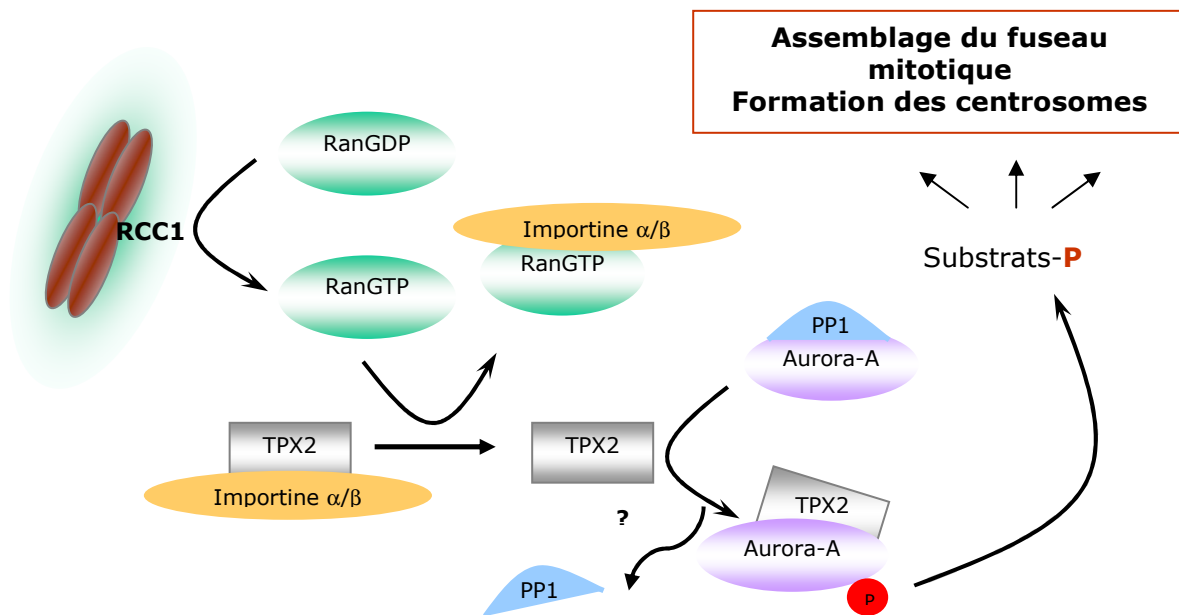 Assemblage du fuseau
mitotique
Formation des centrosomes
RanGDP
RCC1
Importine α/β
RanGTP
RanGTP
Substrats-P
PP1
Aurora-A
TPX2
Importine α/β
TPX2
TPX2
?
Aurora-A
PP1
P